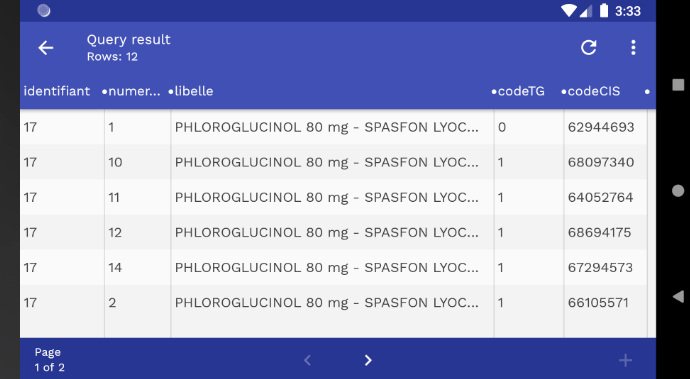 3:33
Query result
Rows: 12
identifiant •numer... •libelle •codeTG •codeCIS •
17 1 PHLOROGLUCINOL 80 mg - SPASFON LYOC... 0 62944693
17 10 PHLOROGLUCINOL 80 mg - SPASFON LYOC... 1 68097340
17 11 PHLOROGLUCINOL 80 mg - SPASFON LYOC... 1 64052764
17 12 PHLOROGLUCINOL 80 mg - SPASFON LYOC... 1 68694175
17 14 PHLOROGLUCINOL 80 mg - SPASFON LYOC... 1 67294573
17 2 PHLOROGLUCINOL 80 mg - SPASFON LYOC... 1 66105571
Page
1 of 2